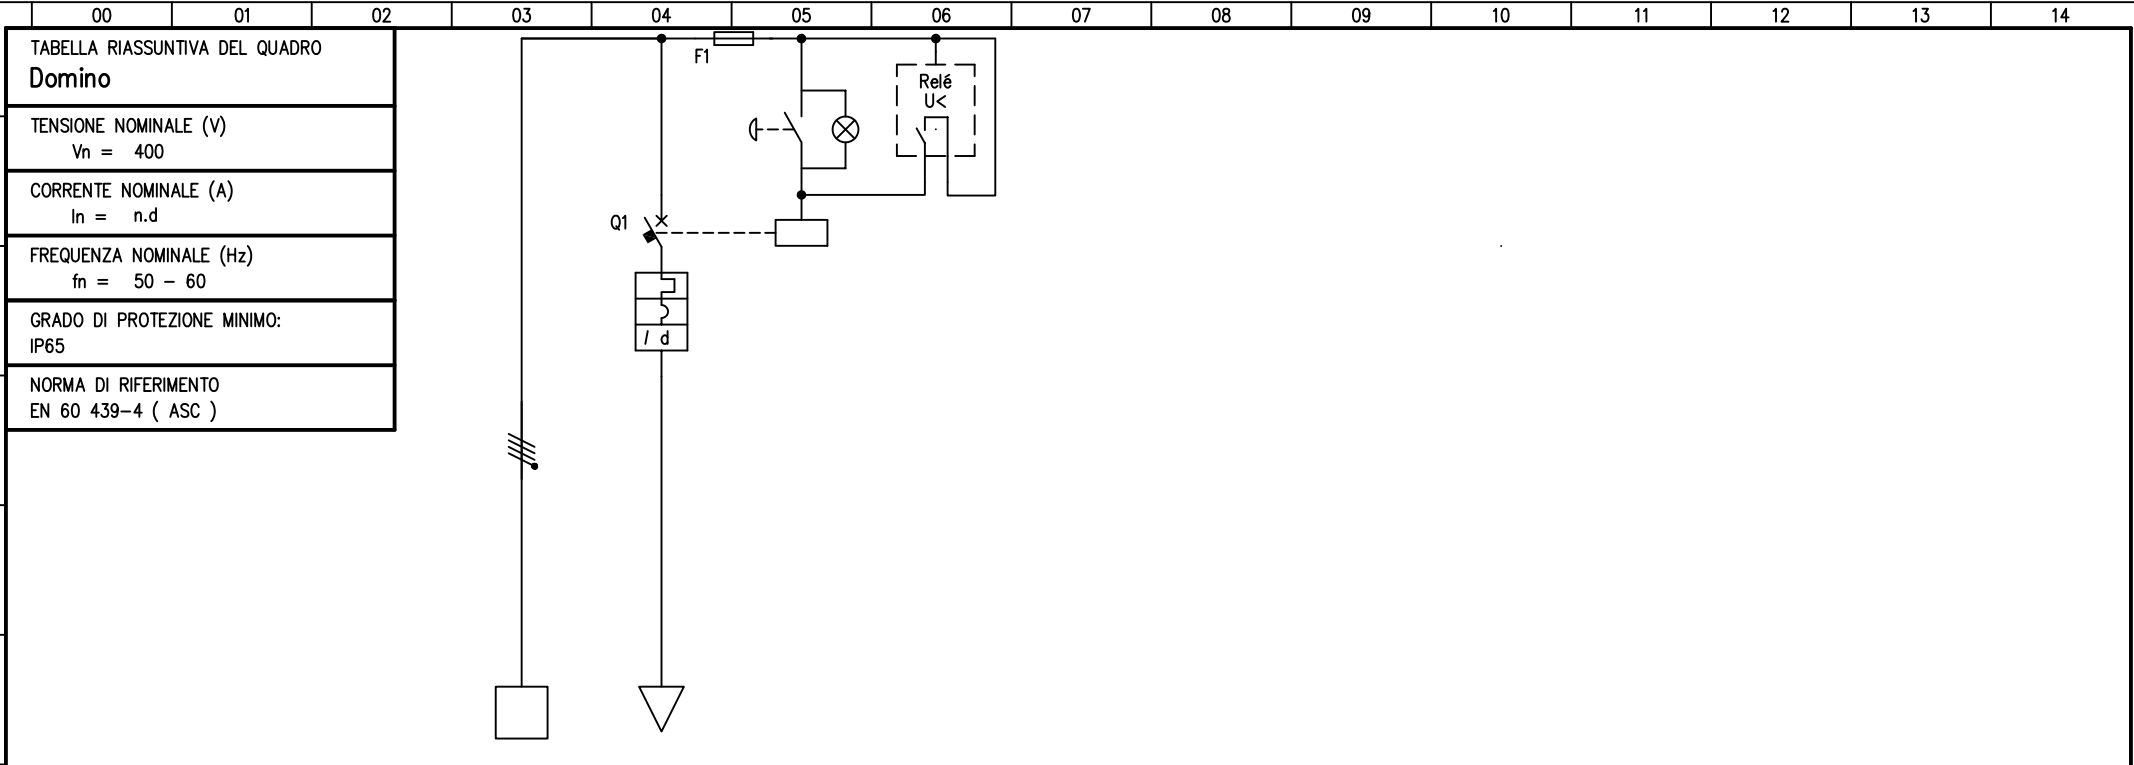 00 01 02 03 04 05 06 07 08 09 10 11 12 13 14
TABELLA RIASSUNTIVA DEL QUADRO
Domino
TENSIONE NOMINALE (V)
Vn = 400
CORRENTE NOMINALE (A)
In = n.d
FREQUENZA NOMINALE (Hz)
fn = 50 - 60
GRADO DI PROTEZIONE MINIMO:
IP65
NORMA DI RIFERIMENTO
EN 60 439-4 ( ASC )
F1
Relé
U<
Q1
I d